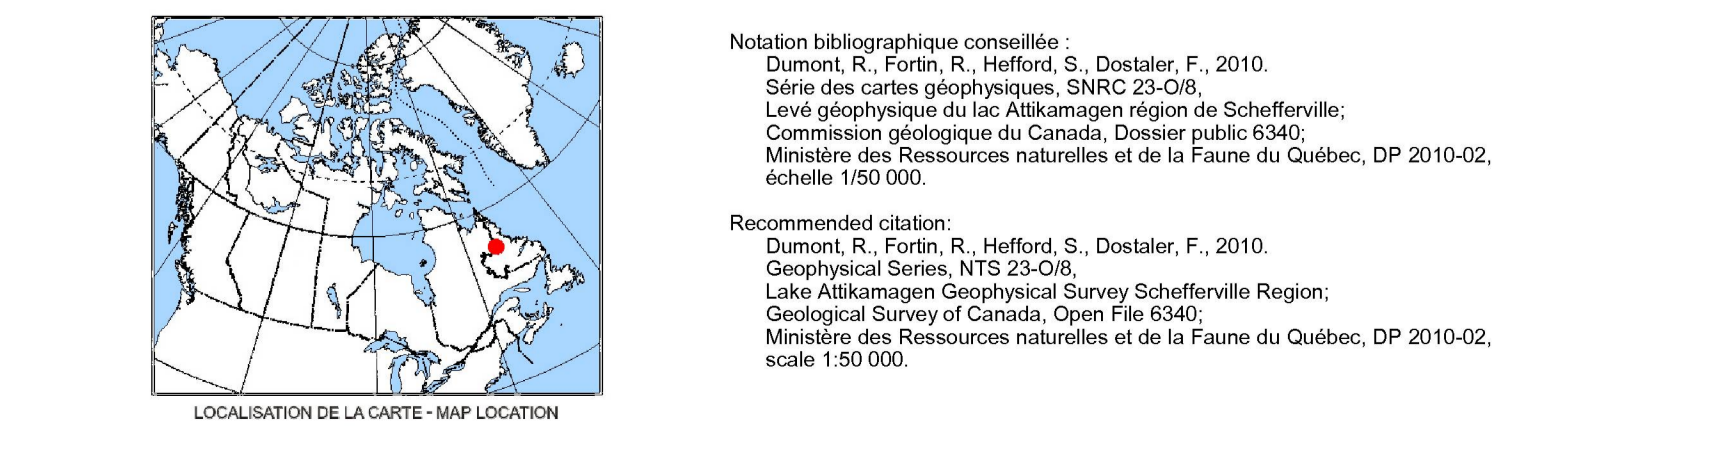 LOCALISATION DE LA CARTE - MAP LOCATION
Notation bibliographique conseillée :
Dumont, R., Fortin, R., Hefford, S., Dostaler, F., 2010.
Série des cartes géophysiques, SNRC 23-O/8,
Levé géophysique du lac Attikamagen région de Schefferville;
Commission géologique du Canada, Dossier public 6340;
Ministère des Ressources naturelles et de la Faune du Québec, DP 2010-02,
échelle 1/50 000.
Recommended citation:
Dumont, R., Fortin, R., Hefford, S., Dostaler, F., 2010.
Geophysical Series, NTS 23-O/8,
Lake Attikamagen Geophysical Survey Schefferville Region;
Geological Survey of Canada, Open File 6340;
Ministère des Ressources naturelles et de la Faune du Québec, DP 2010-02,
scale 1:50 000.